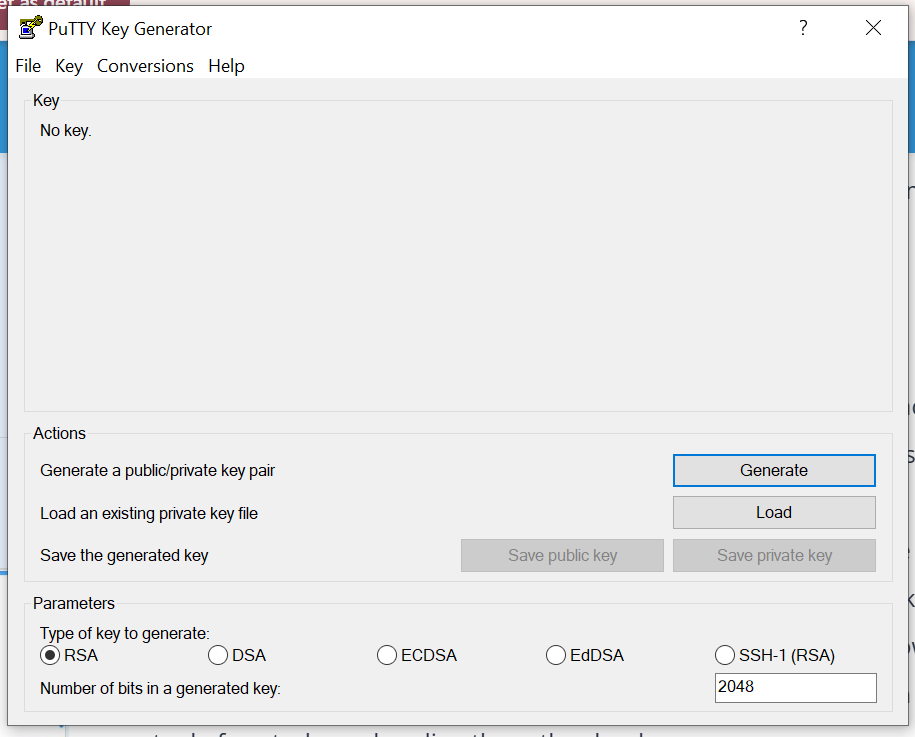 et as default
PuTTY Key Generator
?
File Key Conversions Help
Key
No key.
Actions
Generate a public/private key pair Generate
Load an existing private key file Load
Save the generated key Save public key Save private key
Parameters
Type of key to generate:
RSA DSA ECDSA EdDSA SSH-1 (RSA)
Number of bits in a generated key: 2048